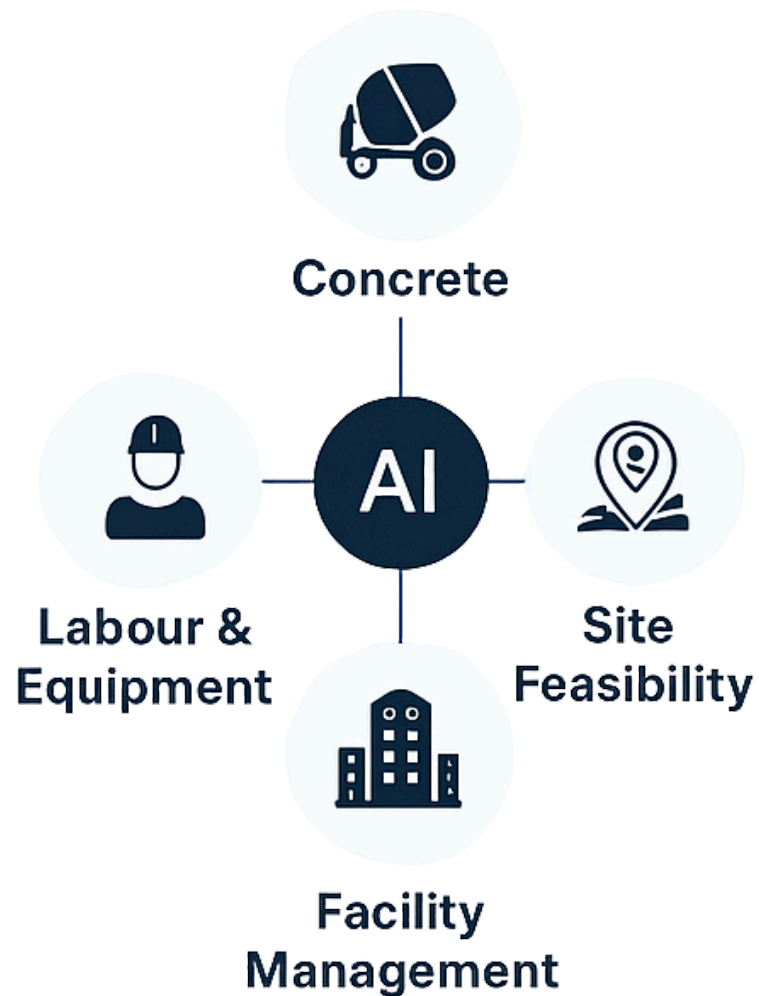 Concrete
AI
Labour &
Equipment
Site
Feasibility
Facility
Management